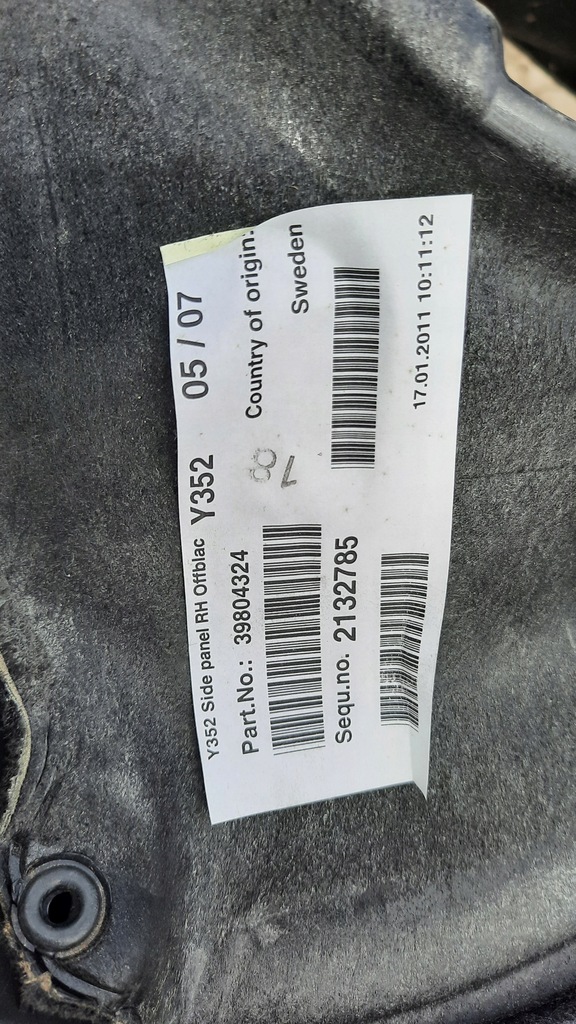 Y352 Side panel RH Offblac Y352 05 / 07
Part.No.: 39804324
Country of origin:
Sweden
78
Sequ.no. 2132785
17.01.2011 10:11:12